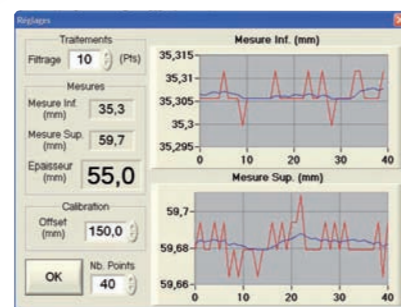 Réglages
Traitements
Filtrage 10 (Pts)
Mesures
Mesure Inf. (mm) 35,3
Mesure Sup. (mm) 59,7
Epaisseur (mm) 55,0
Calibration
Offset (mm) 150,0
OK
Nb. Points
40
Mesure Inf. (mm)
35,315
35,31
35,305
35,3
35,295
0 10 20 30 40
Mesure Sup. (mm)
59,7
59,68
59,66
0 10 20 30 40